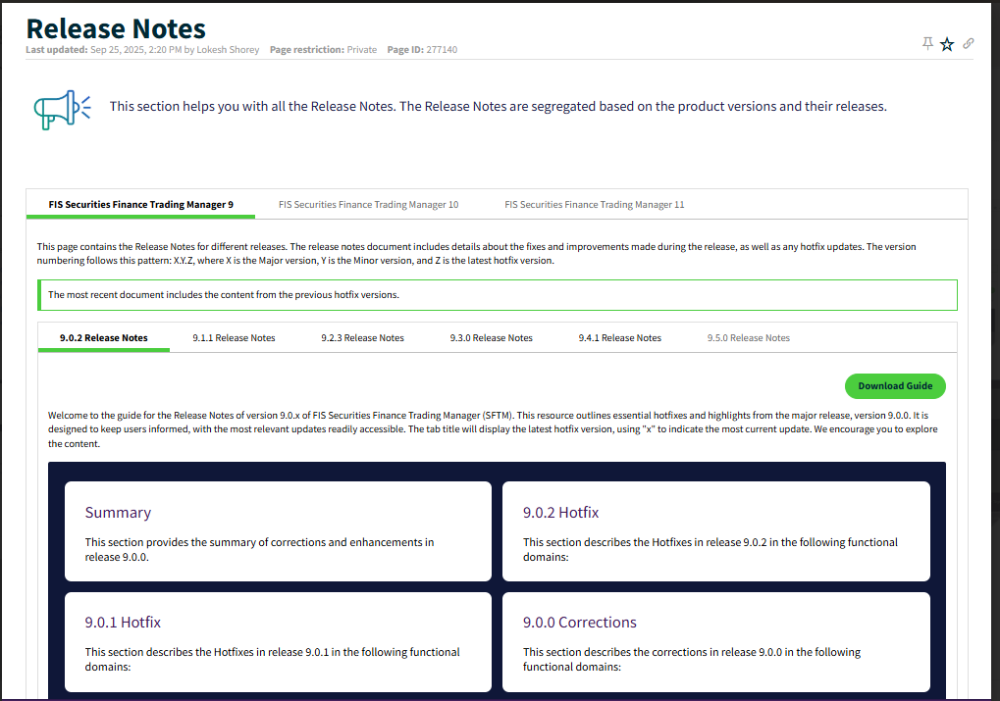 Release Notes
Last updated: Sep 25, 2025, 2:20 PM by Lokesh Shorey Page restriction: Private Page ID: 277140
This section helps you with all the Release Notes. The Release Notes are segregated based on the product versions and their releases.
FIS Securities Finance Trading Manager 9 FIS Securities Finance Trading Manager 10 FIS Securities Finance Trading Manager 11
This page contains the Release Notes for different releases. The release notes document includes details about the fixes and improvements made during the release, as well as any hotfix updates. The version
numbering follows this pattern: X.Y.Z, where X is the Major version, Y is the Minor version, and Z is the latest hotfix version.
The most recent document includes the content from the previous hotfix versions.
9.0.2 Release Notes 9.1.1 Release Notes 9.2.3 Release Notes 9.3.0 Release Notes 9.4.1 Release Notes 9.5.0 Release Notes
Download Guide
Welcome to the guide for the Release Notes of version 9.0.x of FIS Securities Finance Trading Manager (SFTM). This resource outlines essential hotfixes and highlights from the major release, version 9.0.0. It is
designed to keep users informed, with the most relevant updates readily accessible. The tab title will display the latest hotfix version, using "x" to indicate the most current update. We encourage you to explore
the content.
Summary
This section provides the summary of corrections and enhancements in
release 9.0.0.
9.0.2 Hotfix
This section describes the Hotfixes in release 9.0.2 in the following functional
domains:
9.0.1 Hotfix
This section describes the Hotfixes in release 9.0.1 in the following functional
domains:
9.0.0 Corrections
This section describes the corrections in release 9.0.0 in the following
functional domains: